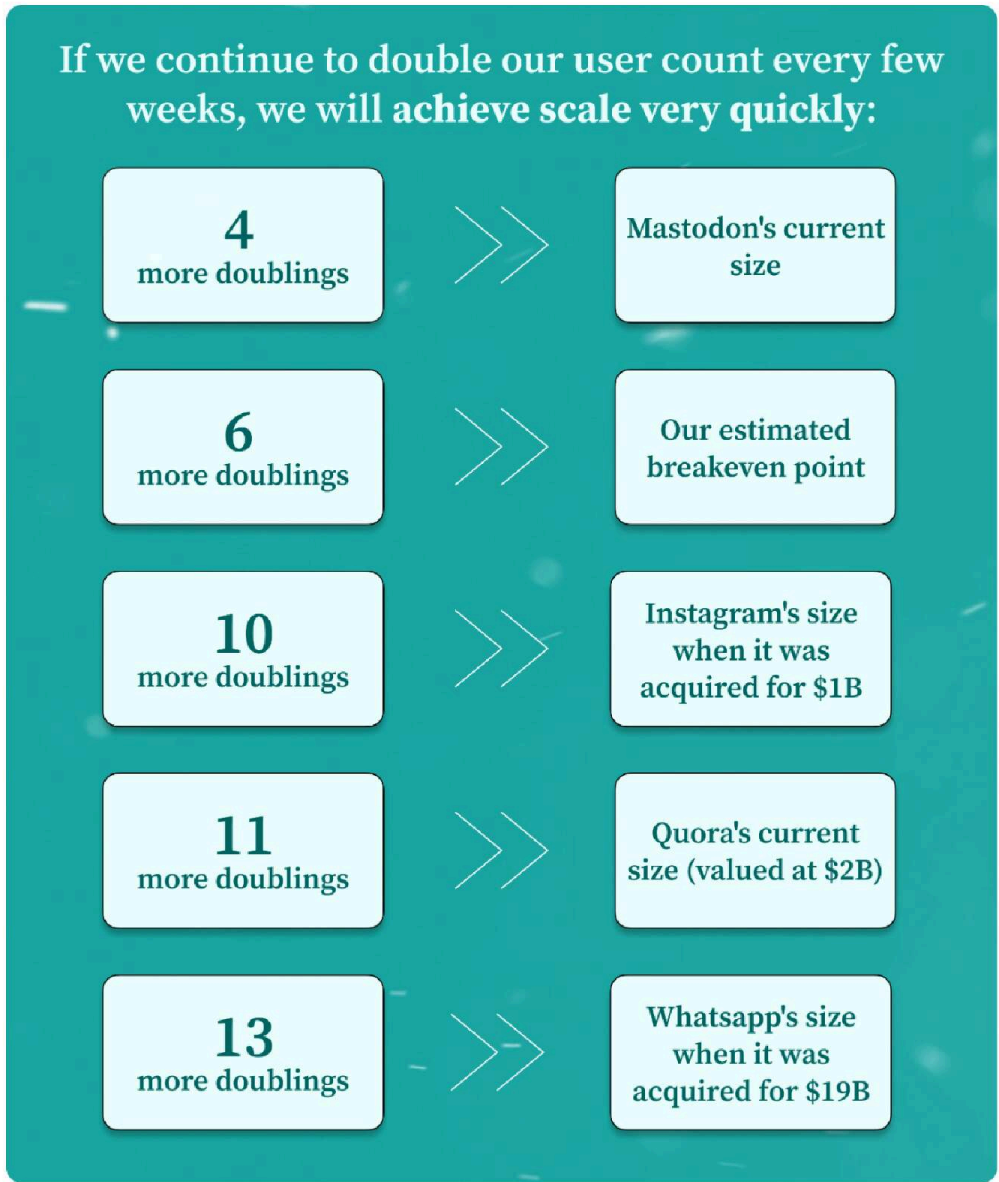 If we continue to double our user count every few
weeks, we will achieve scale very quickly:
4
more doublings
Mastodon's current
size
6
more doublings
Our estimated
breakeven point
10
more doublings
Instagram's size
when it was
acquired for $1B
11
more doublings
Quora's current
size (valued at $2B)
13
more doublings
Whatsapp's size
when it was
acquired for $19B